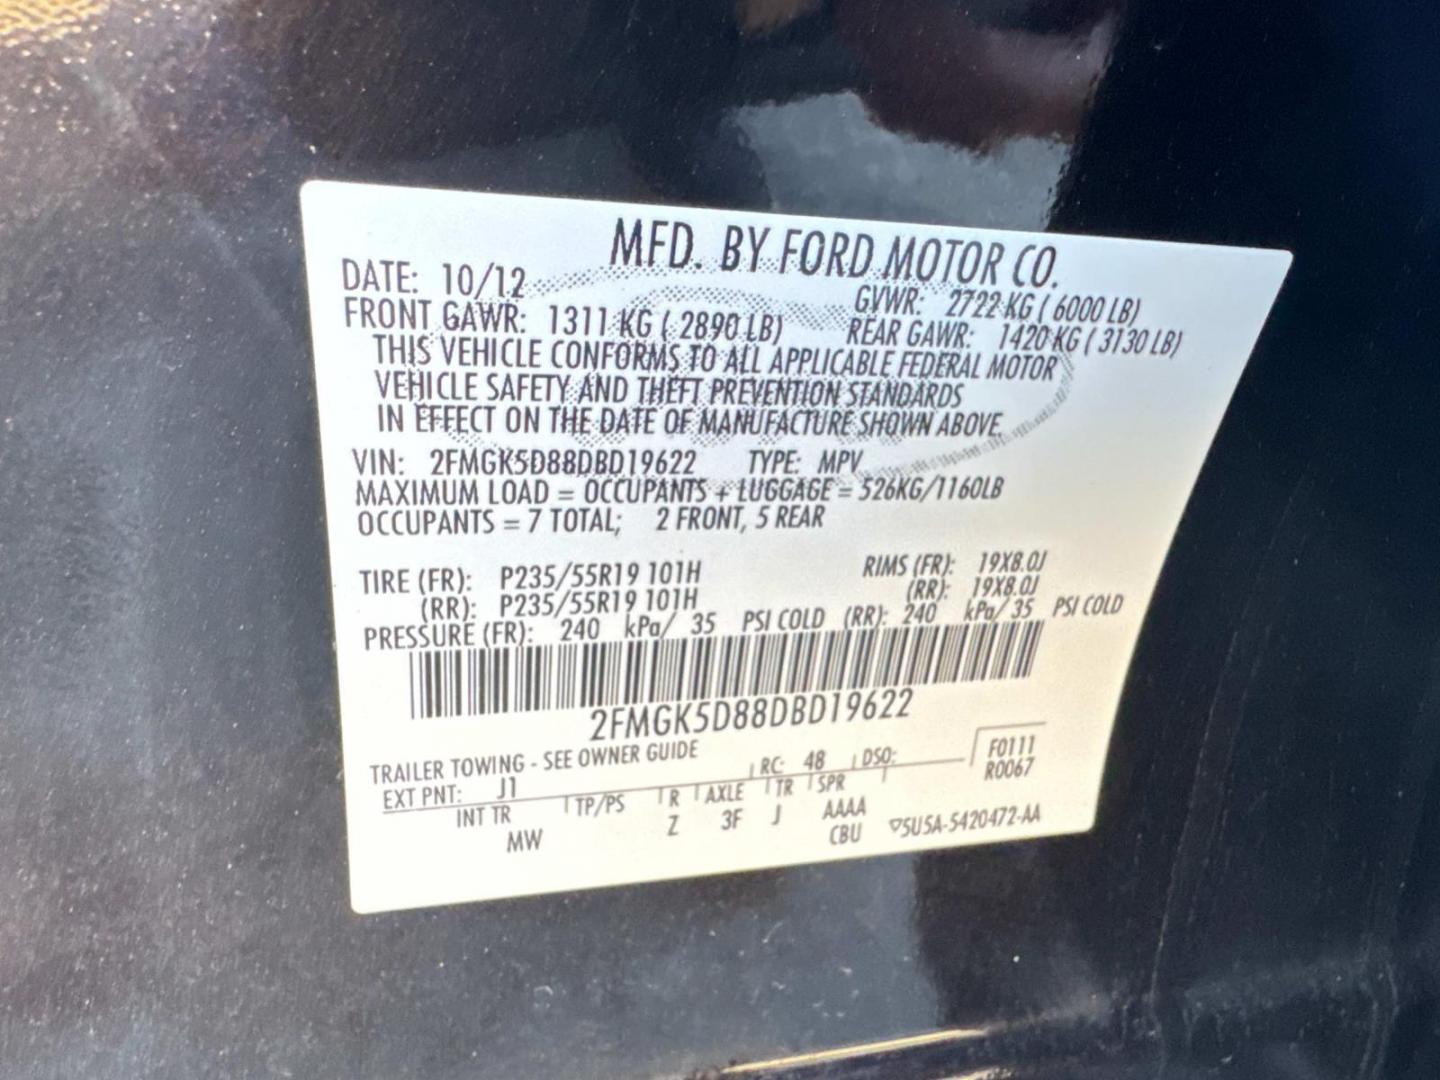 MFD. BY FORD MOTOR CO.
DATE: 10/12
GVWR: 2722 KG ( 6000 LB)
FRONT GAWR: 1311 KG ( 2890 LB) REAR GAWR: 1420 KG ( 3130 LB)
THIS VEHICLE CONFORMS TO ALL APPLICABLE FEDERAL MOTOR
VEHICLE SAFETY AND THEFT PREVENTION STANDARDS
IN EFFECT ON THE DATE OF MANUFACTURE SHOWN ABOVE.
VIN: 2FMGK5D88DBD19622 TYPE: MPV
MAXIMUM LOAD = OCCUPANTS + LUGGAGE = 526KG/1160LB
OCCUPANTS = 7 TOTAL; 2 FRONT, 5 REAR
TIRE (FR): P235/55R19 101H RIMS (FR): 19X8.0J
(RR): P235/55R19 101H (RR): 19X8.0J
PRESSURE (FR): 240 kPa/ 35 PSI COLD (RR): 240 kPa/ 35 PSI COLD
2FMGK5D88DBD19622
TRAILER TOWING - SEE OWNER GUIDE
EXT PNT: J1 RC: 48 DSO: F0111
R0067
INT TR TP/PS R AXLE TR SPR
MW Z 3F J AAAA
CBU ▽5U5A-5420472-AA